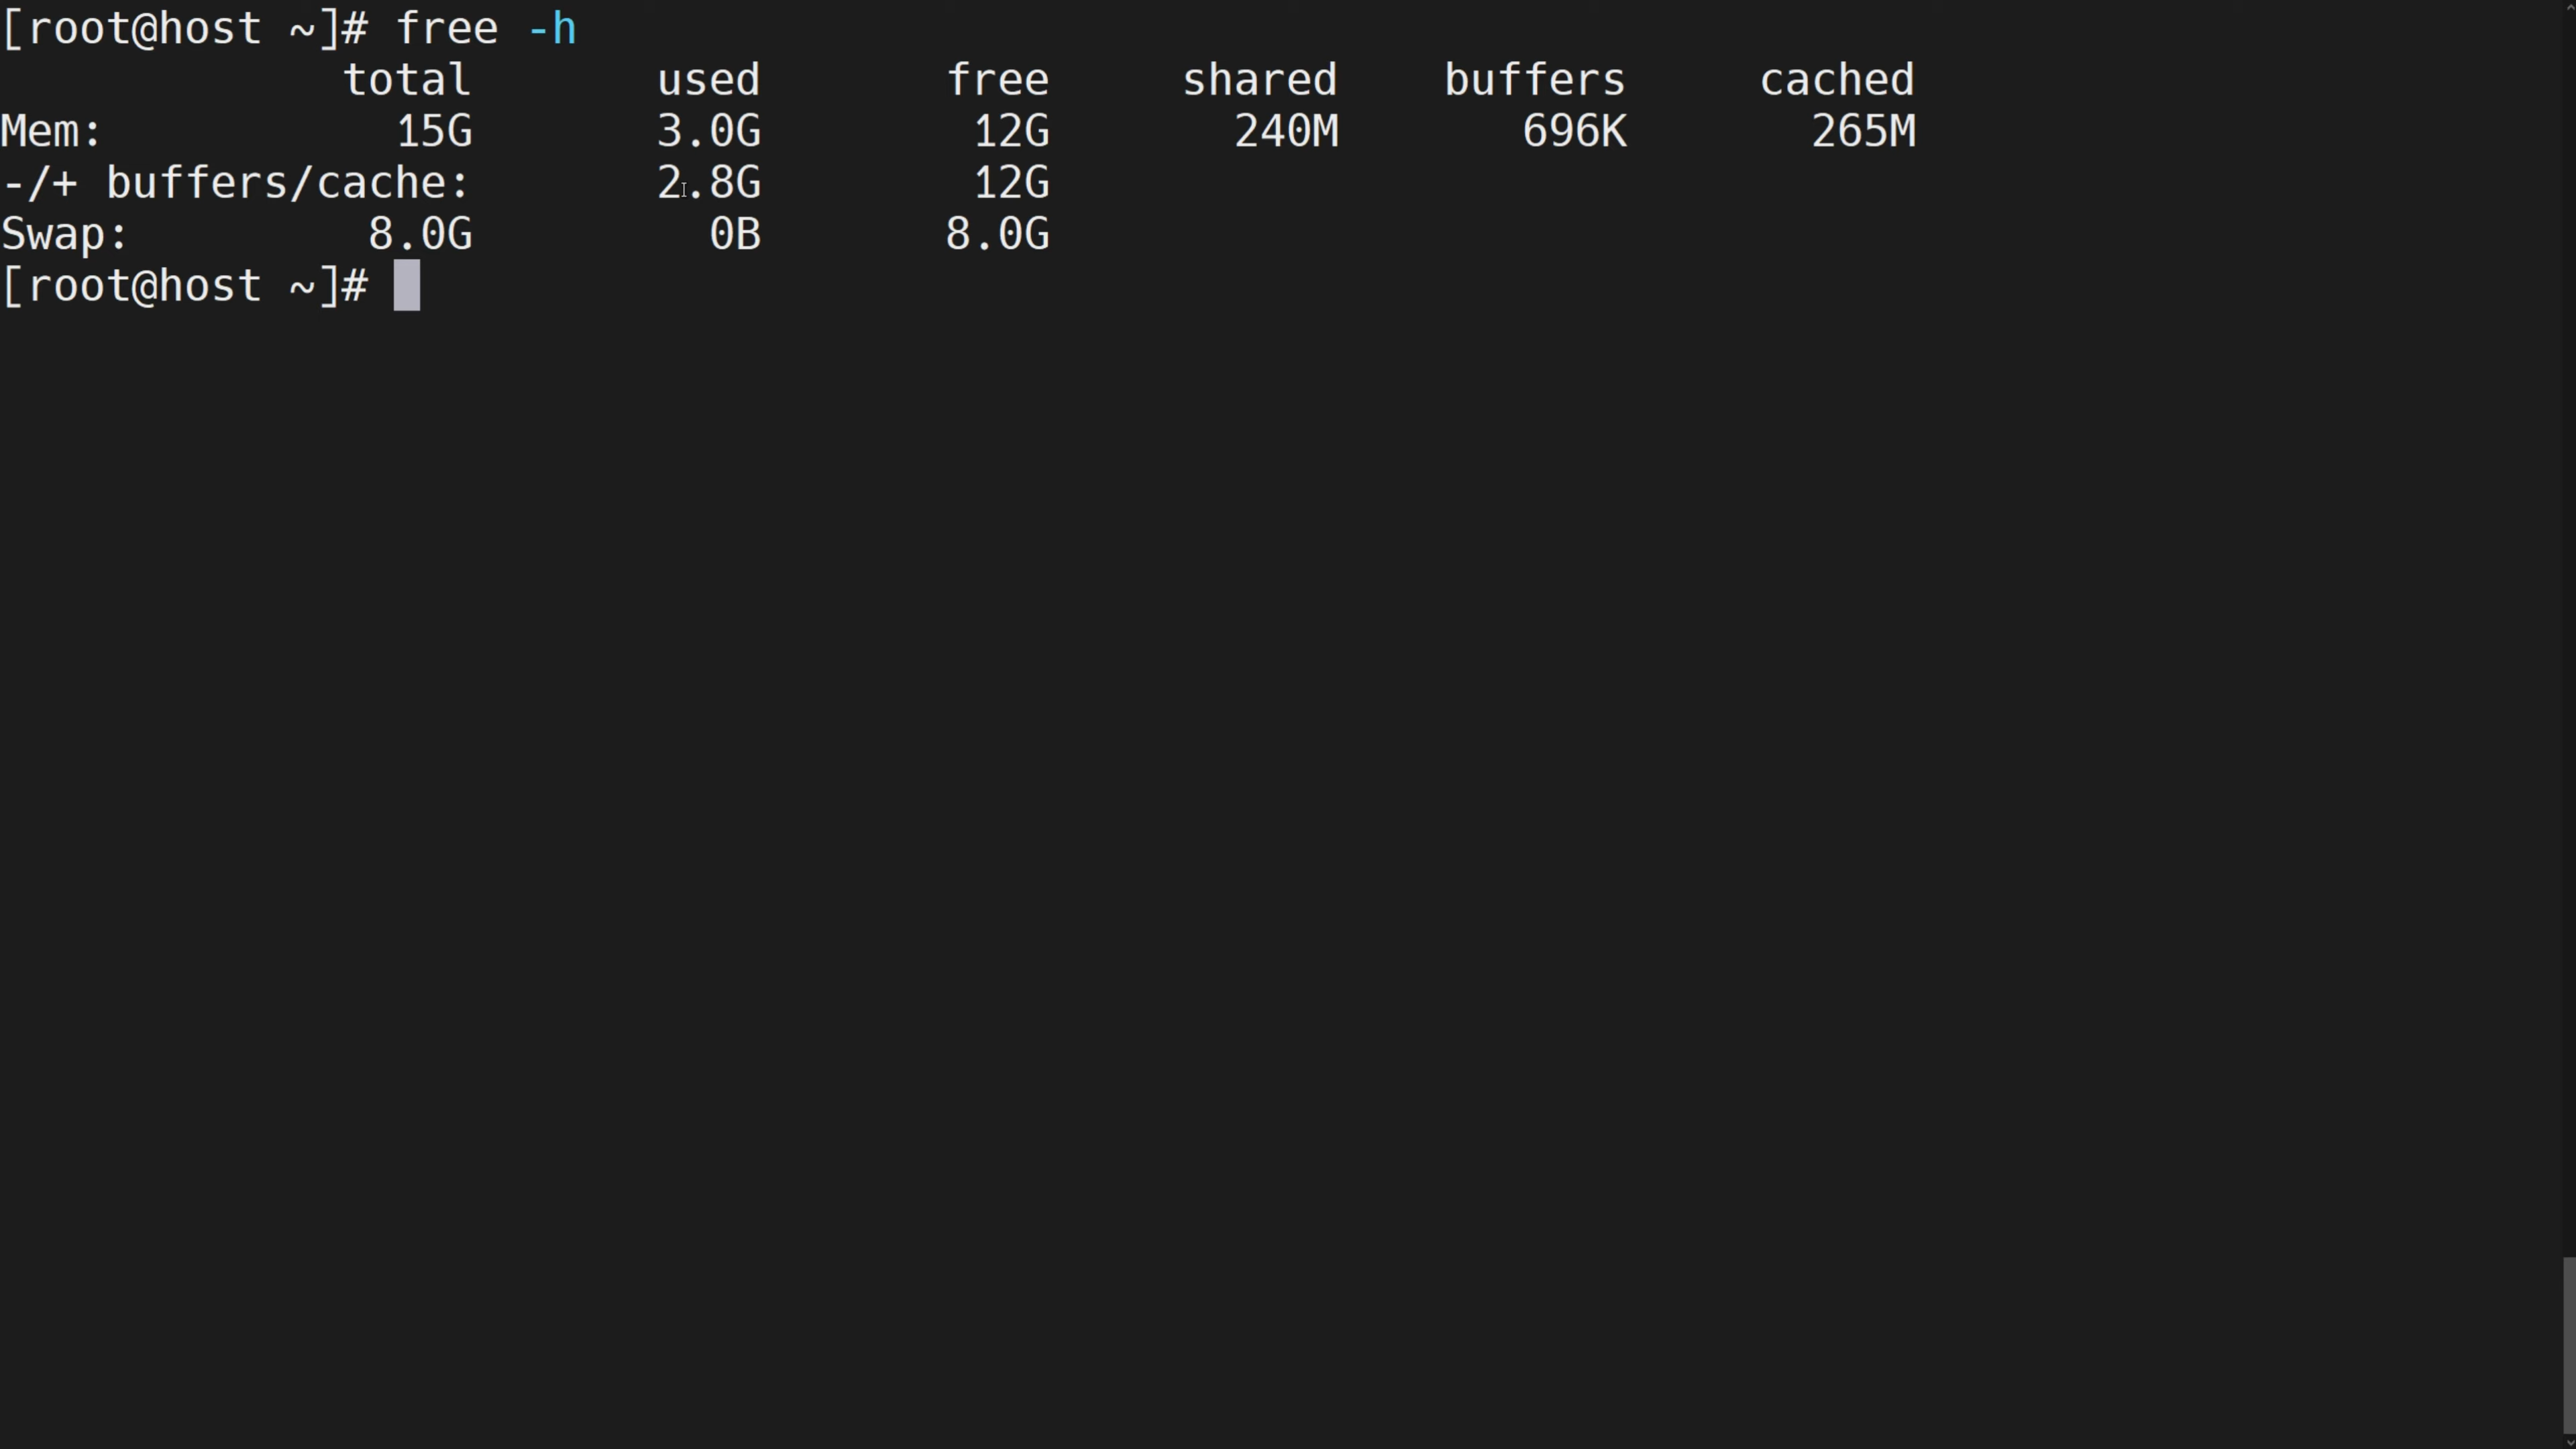 [root@host ~]# free -h
             total       used       free     shared    buffers     cached
Mem:           15G       3.0G        12G       240M       696K       265M
-/+ buffers/cache:       2.8G        12G
Swap:         8.0G         0B       8.0G
[root@host ~]#